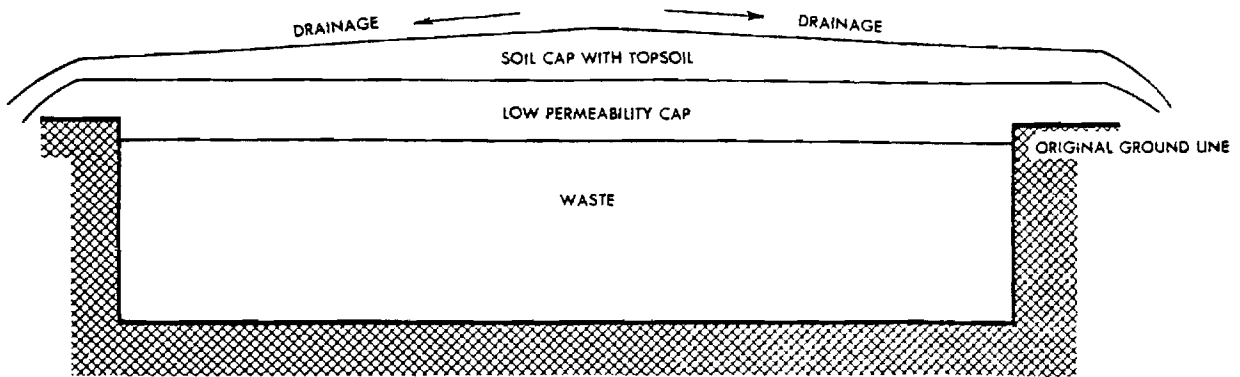 DRAINAGE
DRAINAGE
SOIL CAP WITH TOPSOIL
LOW PERMEABILITY CAP
ORIGINAL GROUND LINE
WASTE